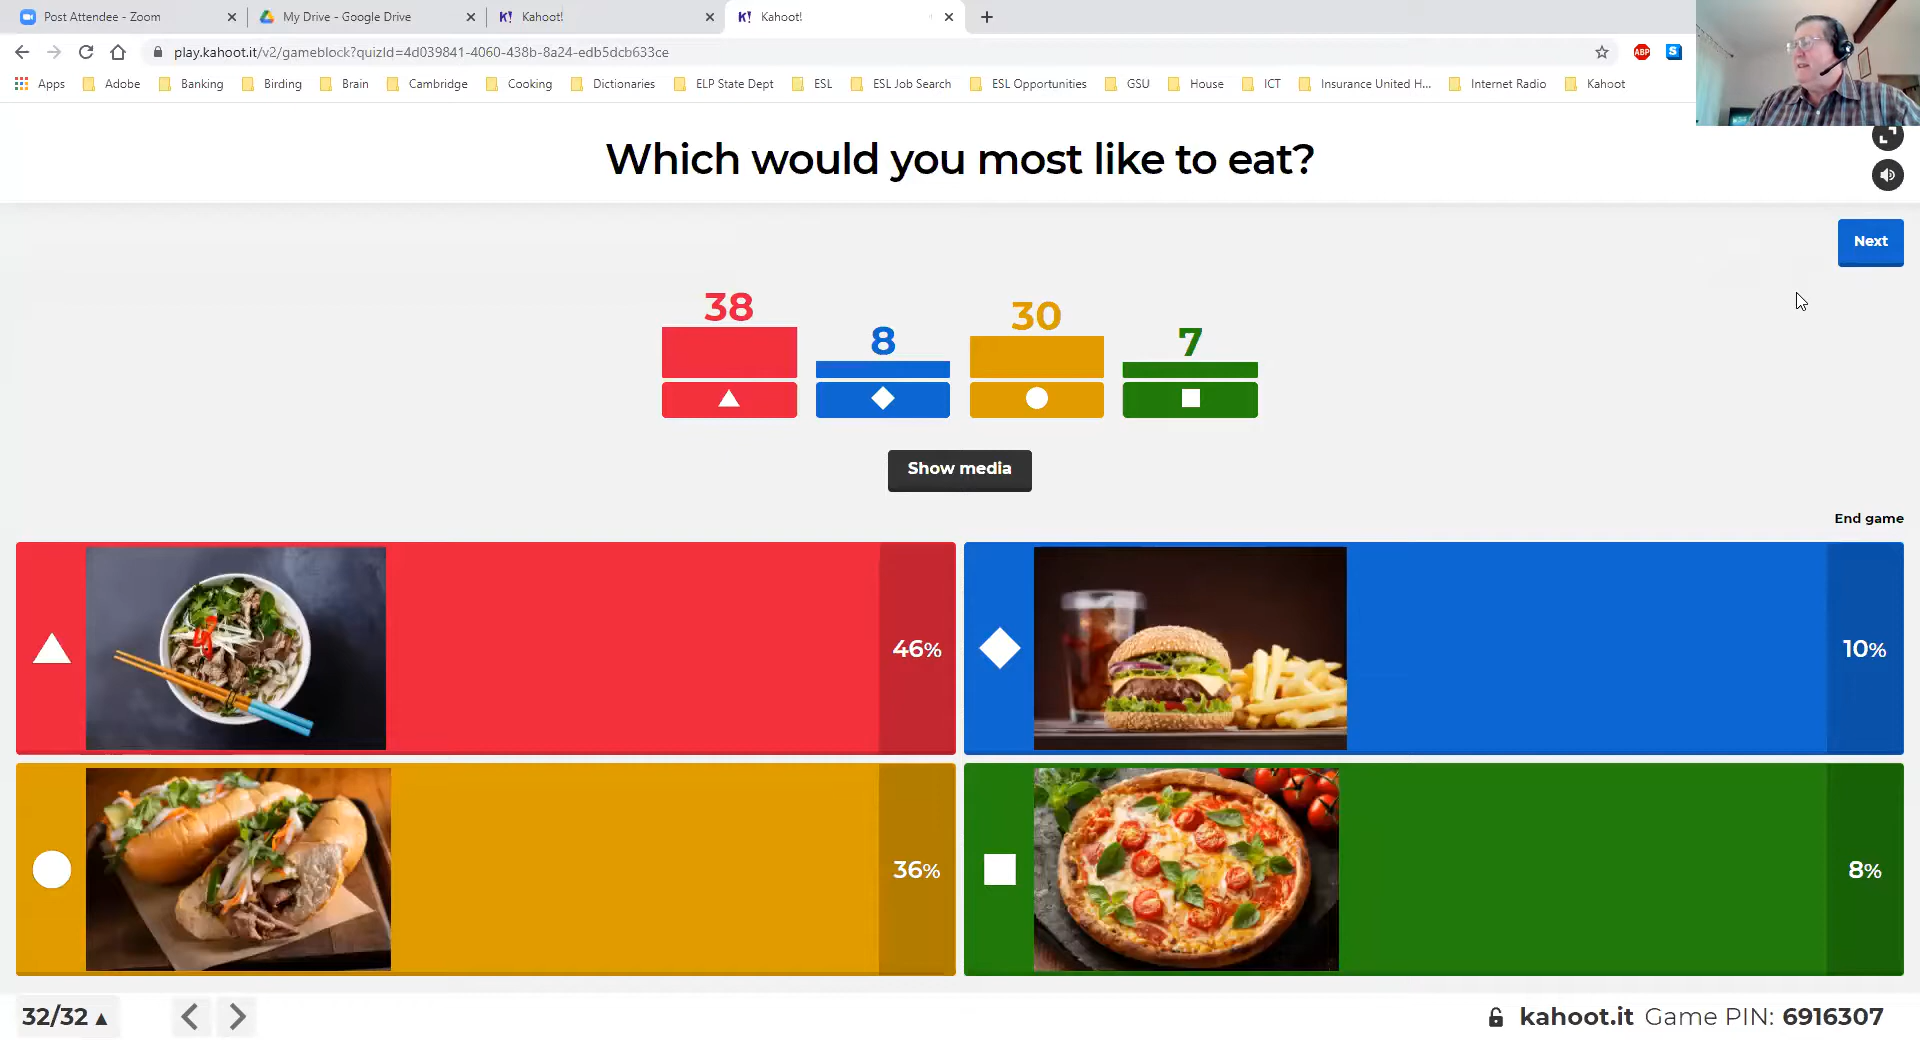 Post Attendee - Zoom
My Drive - Google Drive
K! Kahoot!
K! Kahoot!
play.kahoot.it/v2/gameblock?quizId=4d039841-4060-438b-8a24-edb5dcb633ce
ABP
S
Apps Adobe Banking Birding Brain Cambridge Cooking Dictionaries ELP State Dept ESL ESL Job Search ESL Opportunities GSU House ICT Insurance United H... Internet Radio Kahoot
Which would you most like to eat?
Next
38 8 30 7
Show media
End game
46%
10%
36%
8%
32/32
kahoot.it Game PIN: 6916307